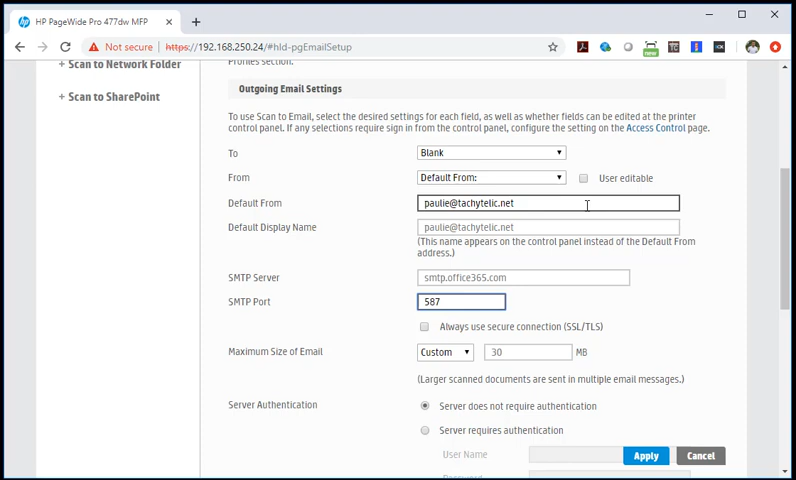 HP PageWide Pro 477dw MFP
Not secure
https://192.168.250.24/#hld-pgEmailSetup
new
+ Scan to Network Folder
+ Scan to SharePoint
Profiles section.
Outgoing Email Settings
To use Scan to Email, select the desired settings for each field, as well as whether fields can be edited at the printer
control panel. If any selections require sign in from the control panel, configure the setting on the Access Control page.
To Blank
From Default From: User editable
Default From paulie@tachytelic.net
Default Display Name paulie@tachytelic.net
(This name appears on the control panel instead of the Default From
address.)
SMTP Server smtp.office365.com
SMTP Port 587
Always use secure connection (SSL/TLS)
Maximum Size of Email Custom 30 MB
(Larger scanned documents are sent in multiple email messages.)
Server Authentication Server does not require authentication
Server requires authentication
User Name
Apply Cancel